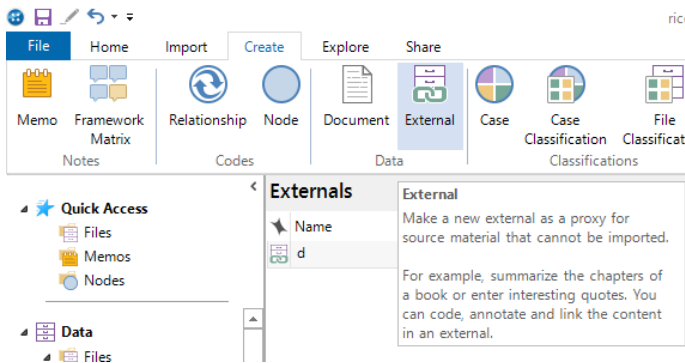 File Home Import Create Explore Share
Memo Framework Matrix Relationship Node Document External Case Case Classification File
Notes Codes Data Classifications
Quick Access
Files
Memos
Nodes
Data
Files
Externals
Name
d
External
Make a new external as a proxy for
source material that cannot be imported.
For example, summarize the chapters of
a book or enter interesting quotes. You
can code, annotate and link the content
in an external.